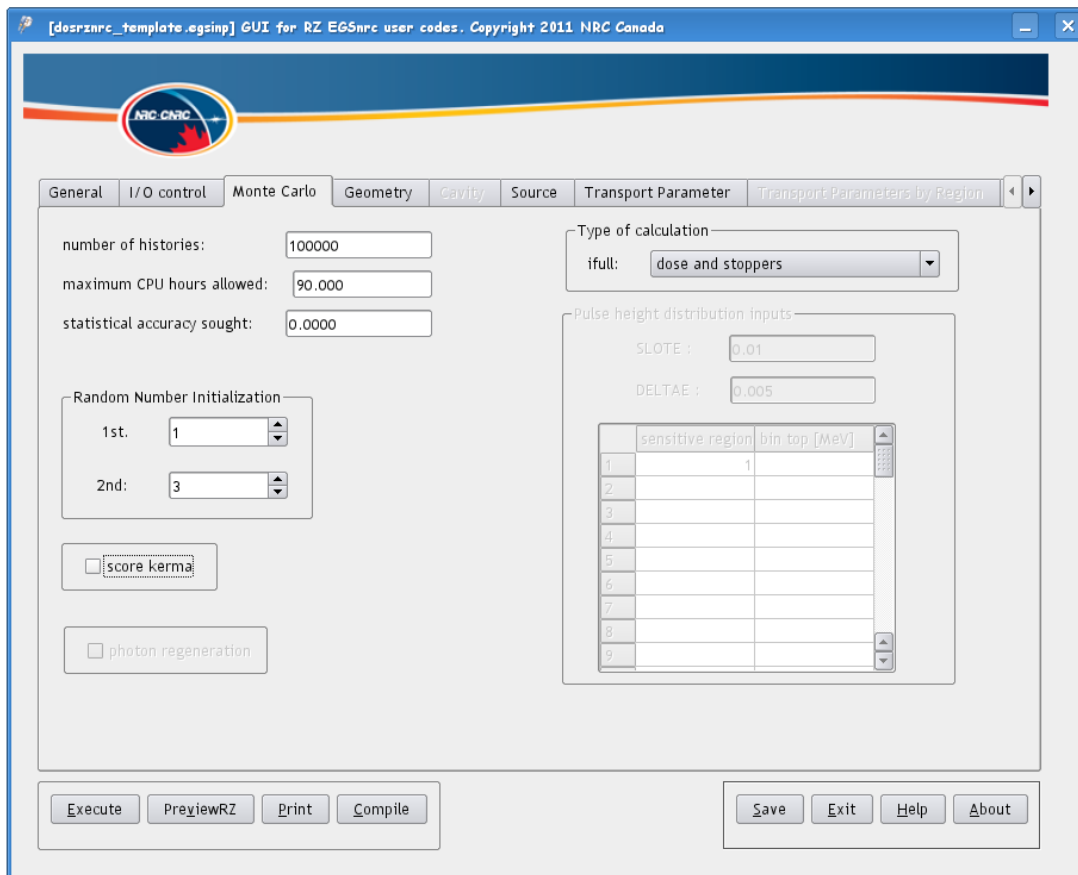 [dosrznrc_template.egsinp] GUI for RZ EGSnrc user codes. Copyright 2011 NRC Canada
NRC·CNRC
General I/O control Monte Carlo Geometry Cavity Source Transport Parameter Transport Parameters by Region
number of histories: 100000
maximum CPU hours allowed: 90.000
statistical accuracy sought: 0.0000
Random Number Initialization
1st. 1
2nd: 3
score kerma
photon regeneration
Type of calculation
ifull: dose and stoppers
Pulse height distribution inputs
SLOTE : 0.01
DELTAE : 0.005
sensitive region bin top [MeV]
1 1
2
3
4
5
6
7
8
9
Execute PreviewRZ Print Compile
Save Exit Help About